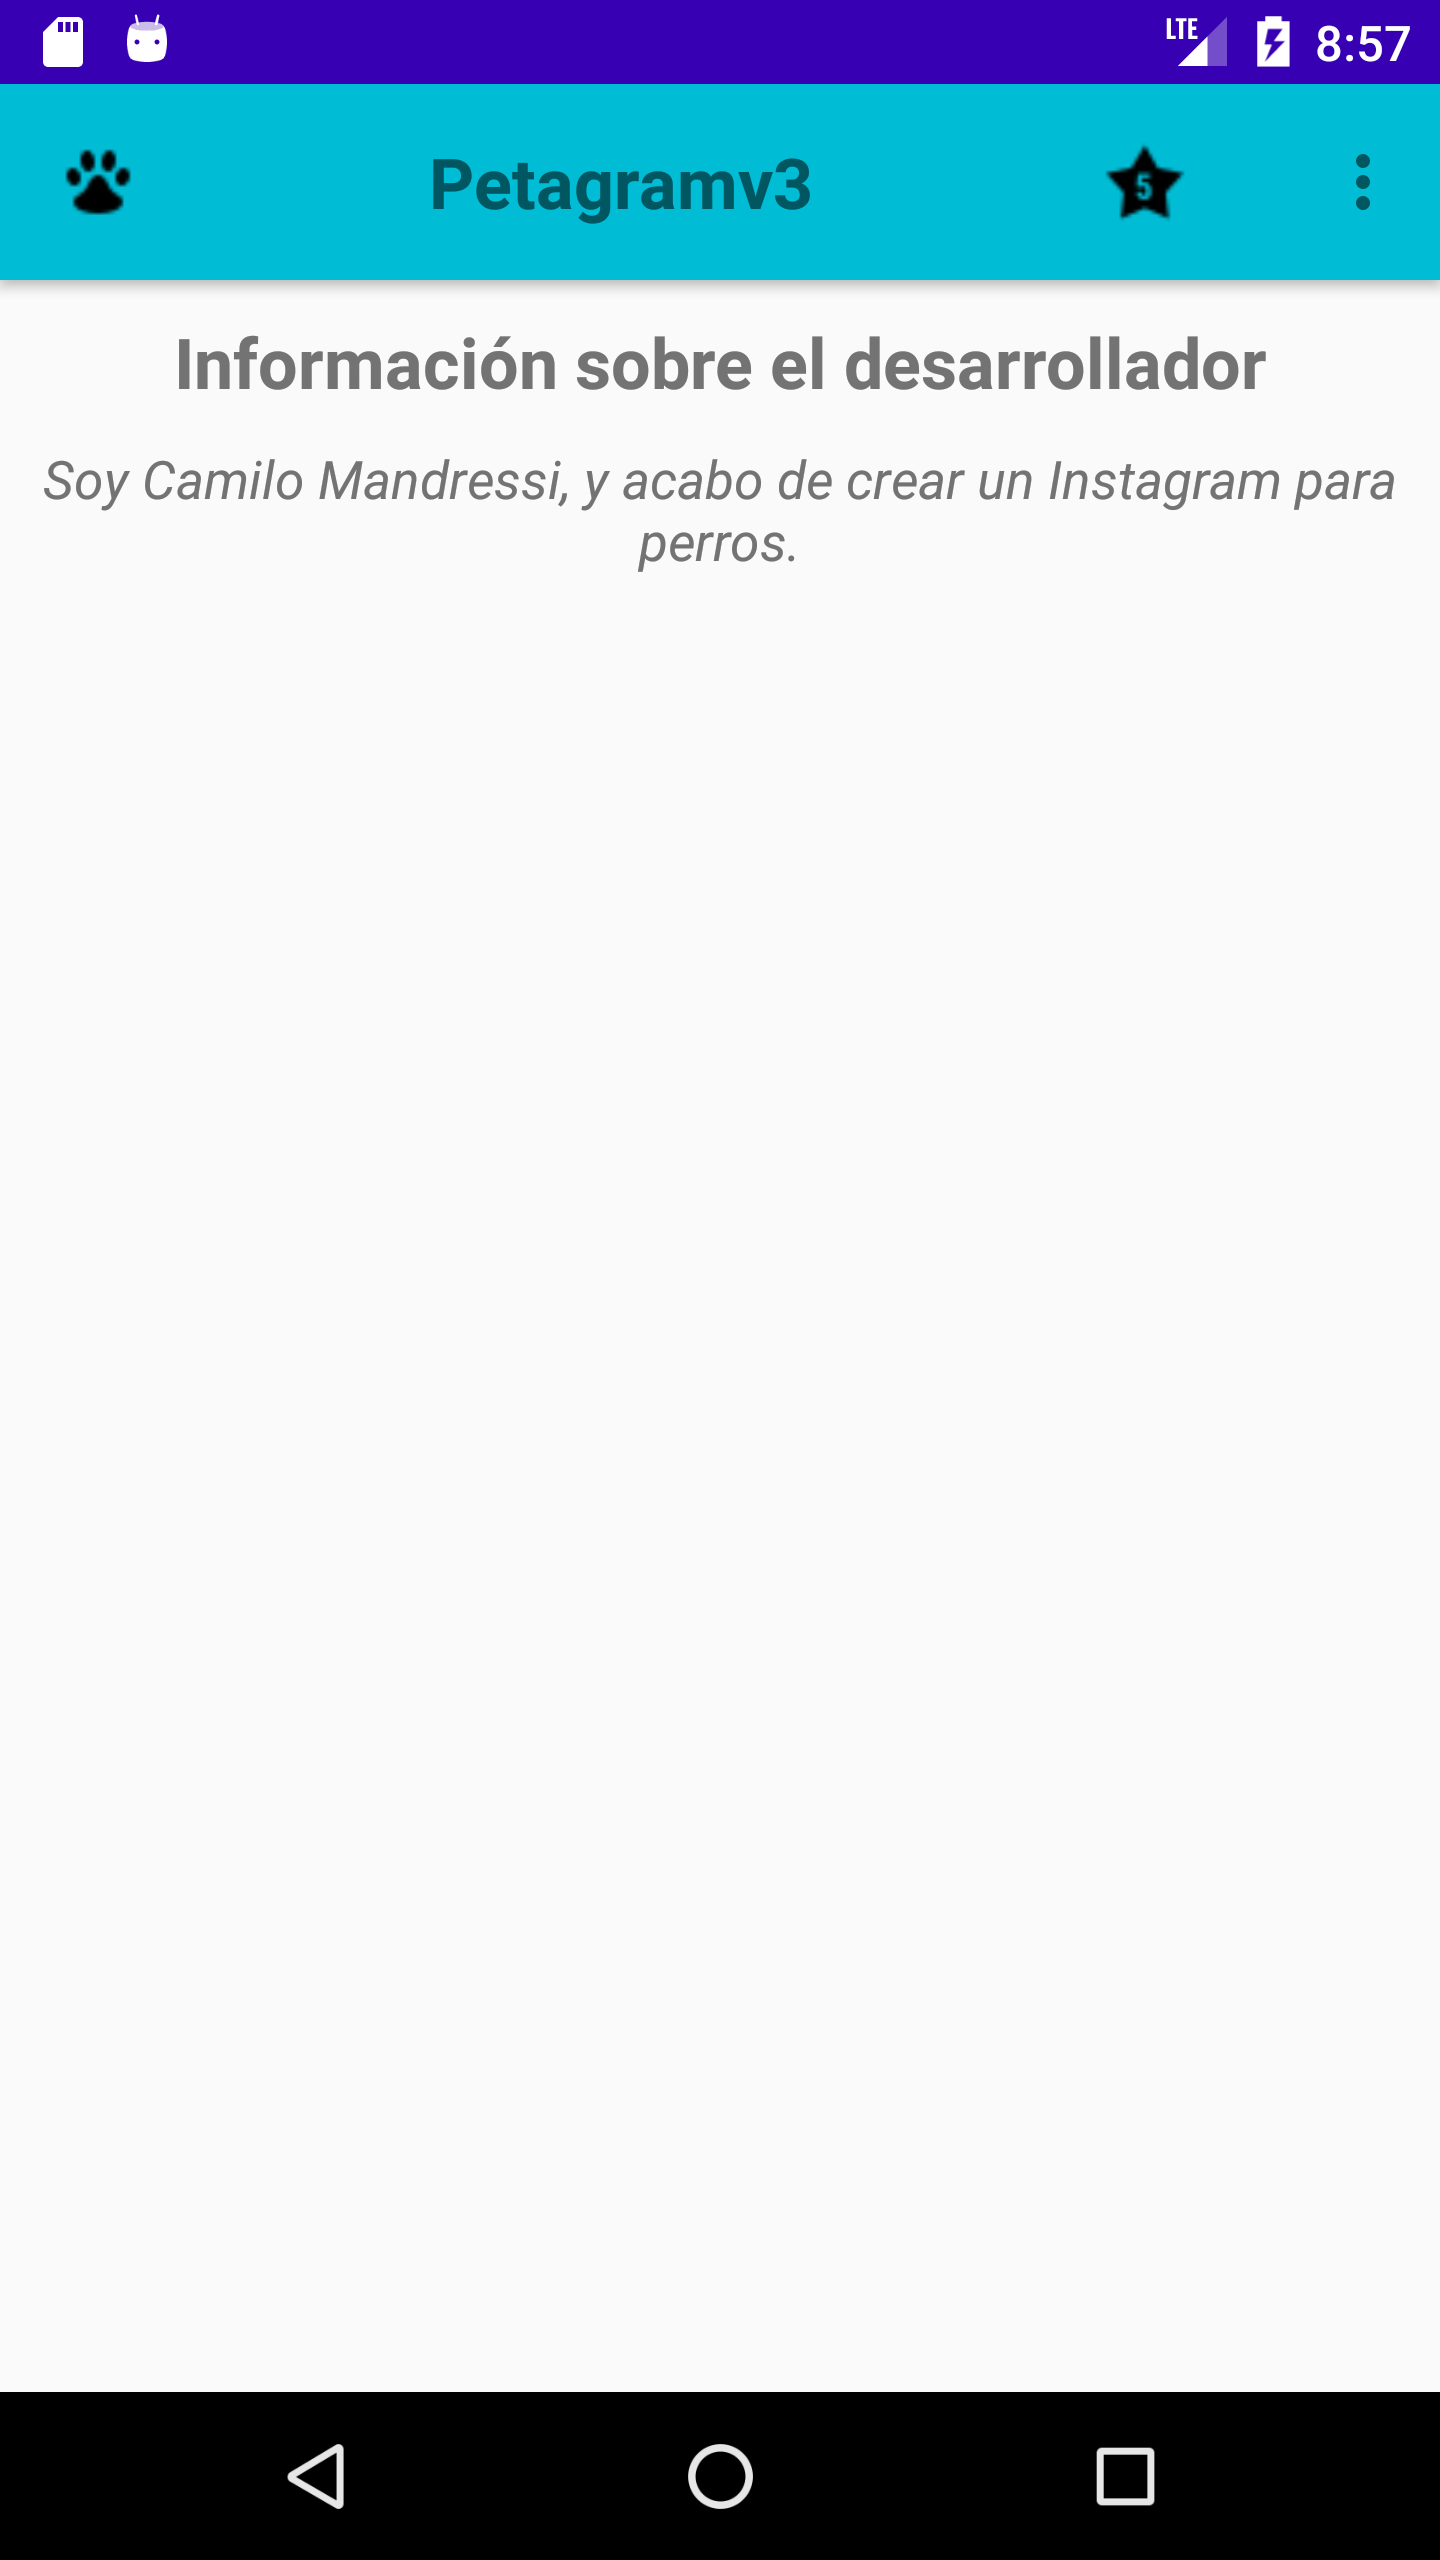 LTE 8:57
Petagramv3 5
Información sobre el desarrollador
Soy Camilo Mandressi, y acabo de crear un Instagram para
perros.